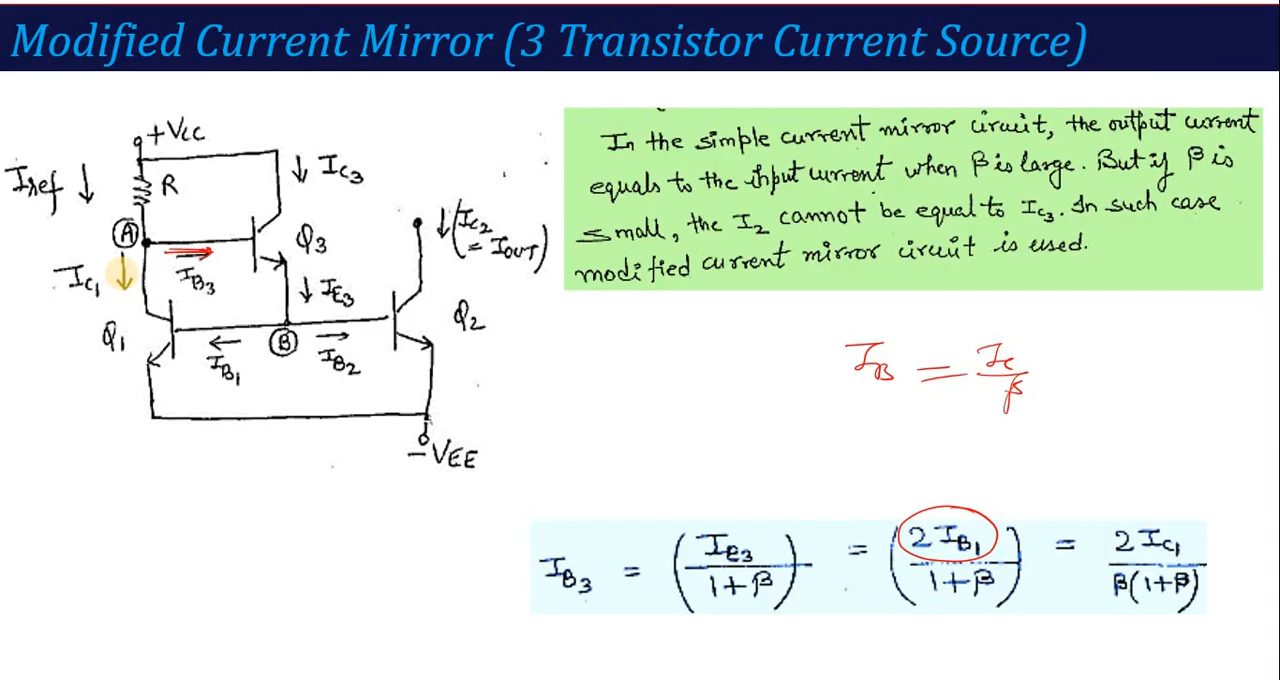 Modified Current Mirror (3 Transistor Current Source)
+VCC
Iref ↓
R
↓ IC3
A
Q3
↓ (IC2
= IOUT)
IC1
IB3
↓ IE3
Q1
Q2
B
IB1
IB2
−VEE
In the simple current mirror circuit, the output current
equals to the input current when β is large. But if β is
small, the I2 cannot be equal to IC3. In such case
modified current mirror circuit is used.
IB = IC/β
IB3 = (IE3/1+β) = (2IB1/1+β) = 2IC1/β(1+β)